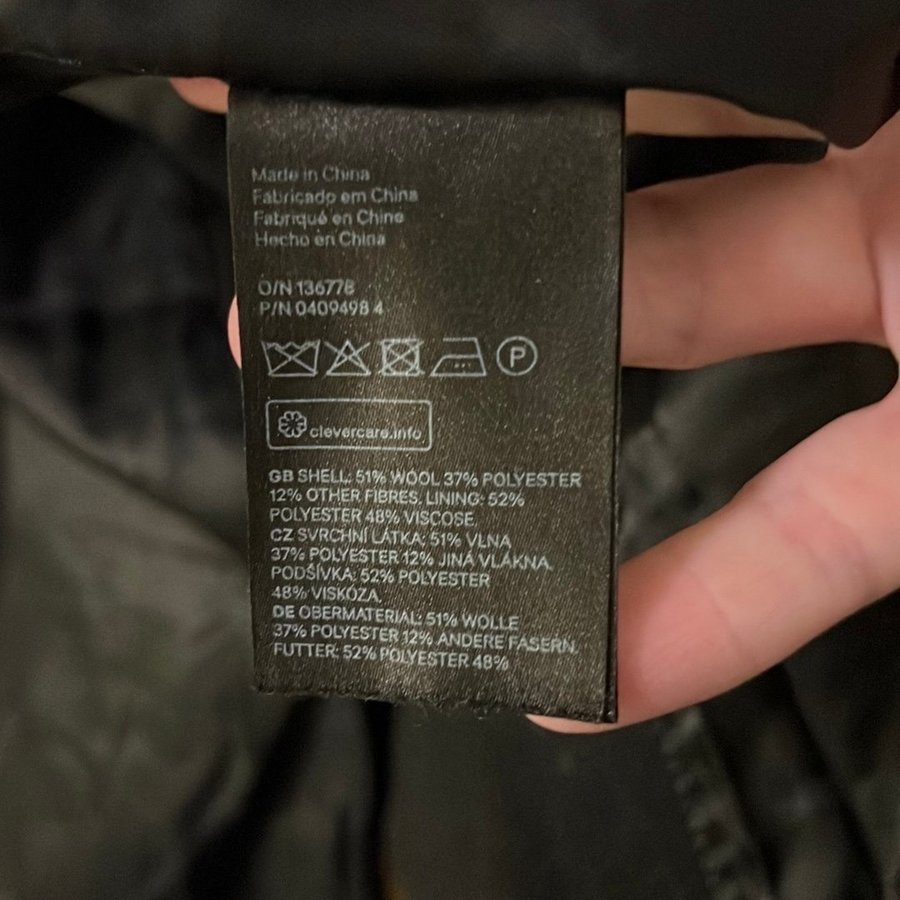 Made in China
Fabricado em China
Fabriqué en Chine
Hecho en China
O/N 136778
P/N 0409498 4
P
clevercare.info
GB SHELL: 51% WOOL 37% POLYESTER
12% OTHER FIBRES. LINING: 52%
POLYESTER 48% VISCOSE.
CZ SVRCHNÍ LÁTKA: 51% VLNA
37% POLYESTER 12% JINÁ VLÁKNA.
PODŠÍVKA: 52% POLYESTER
48% VISKÓZA.
DE OBERMATERIAL: 51% WOLLE
37% POLYESTER 12% ANDERE FASERN.
FUTTER: 52% POLYESTER 48%